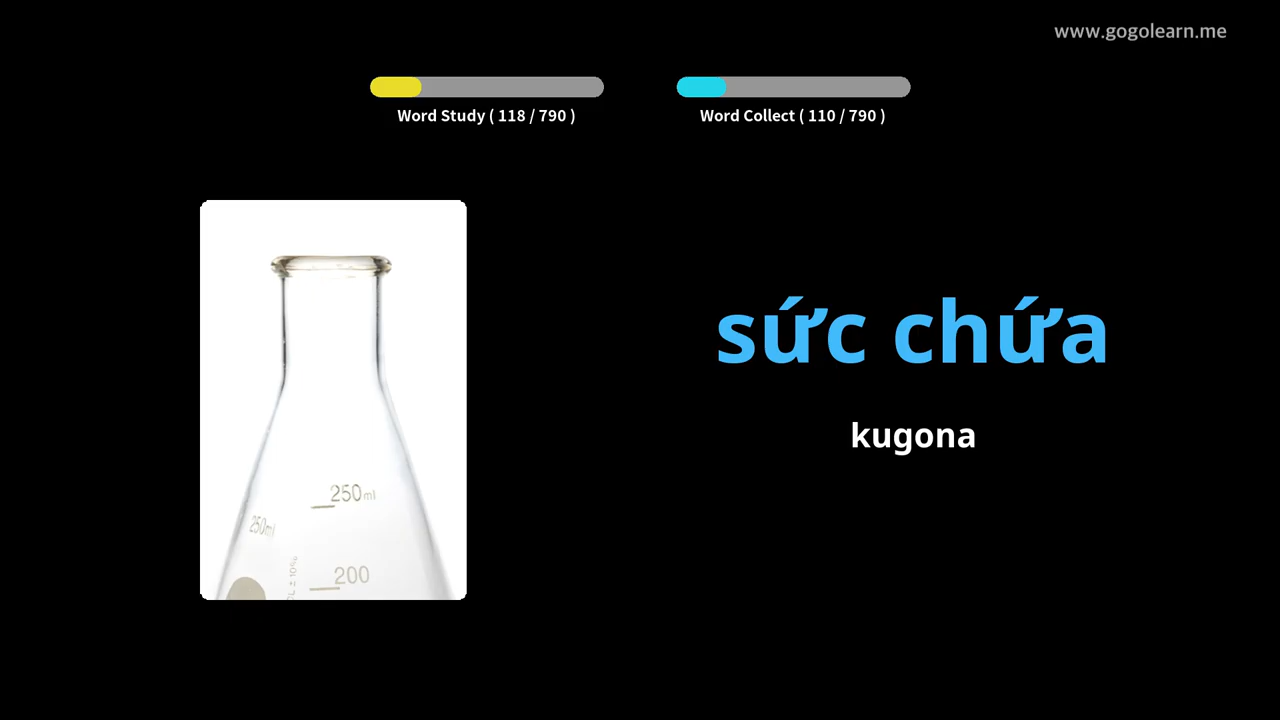 www.gogolearn.me
Word Study ( 118 / 790 )
Word Collect ( 110 / 790 )
sức chứa
kugona
250ml
250ml
200